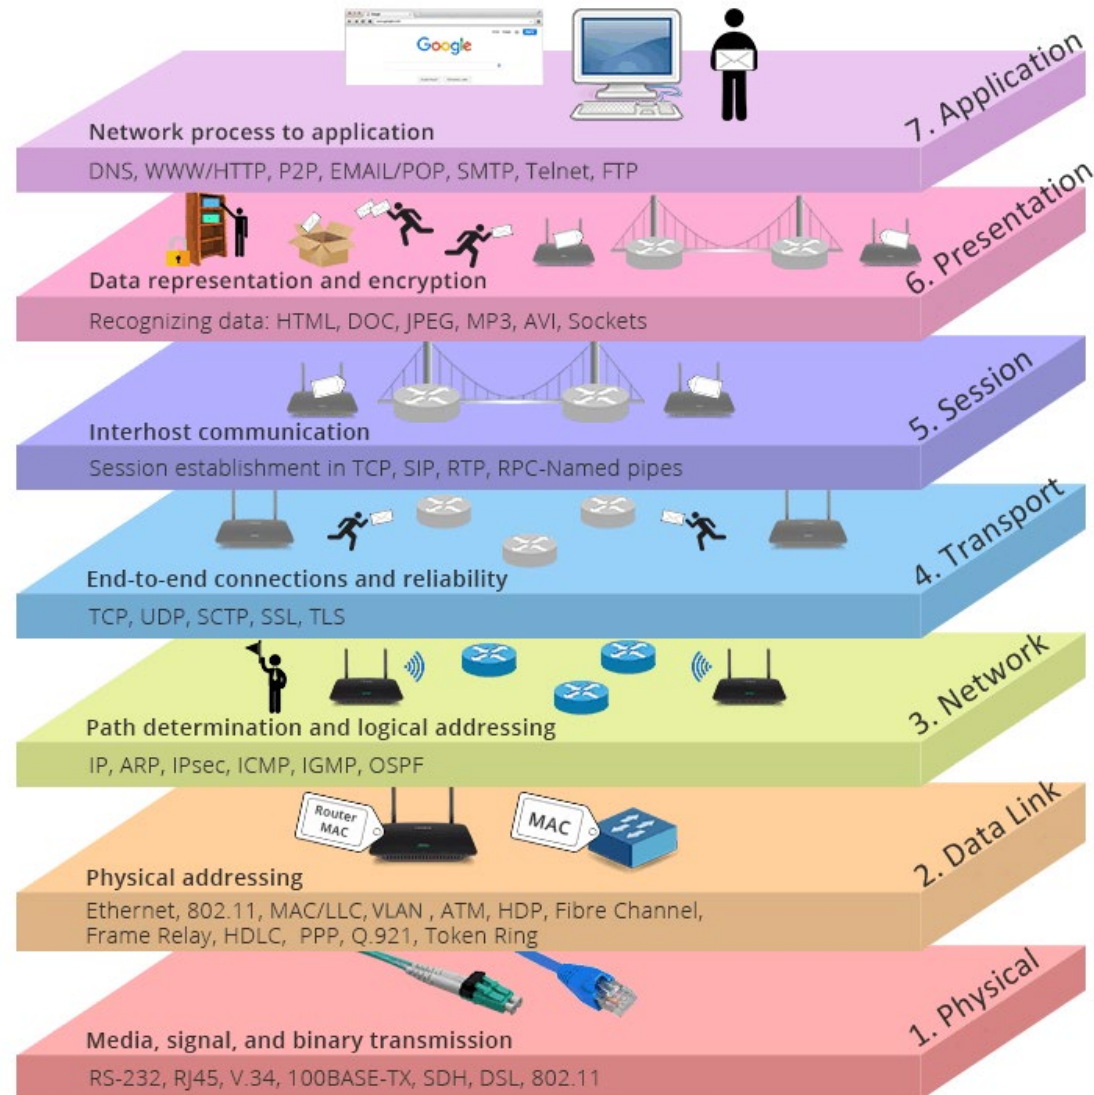 Google
7. Application
Network process to application
DNS, WWW/HTTP, P2P, EMAIL/POP, SMTP, Telnet, FTP
6. Presentation
Data representation and encryption
Recognizing data: HTML, DOC, JPEG, MP3, AVI, Sockets
5. Session
Interhost communication
Session establishment in TCP, SIP, RTP, RPC-Named pipes
4. Transport
End-to-end connections and reliability
TCP, UDP, SCTP, SSL, TLS
3. Network
Path determination and logical addressing
IP, ARP, IPsec, ICMP, IGMP, OSPF
Router
MAC
MAC
2. Data Link
Physical addressing
Ethernet, 802.11, MAC/LLC, VLAN , ATM, HDP, Fibre Channel,
Frame Relay, HDLC, PPP, Q.921, Token Ring
1. Physical
Media, signal, and binary transmission
RS-232, RJ45, V.34, 100BASE-TX, SDH, DSL, 802.11